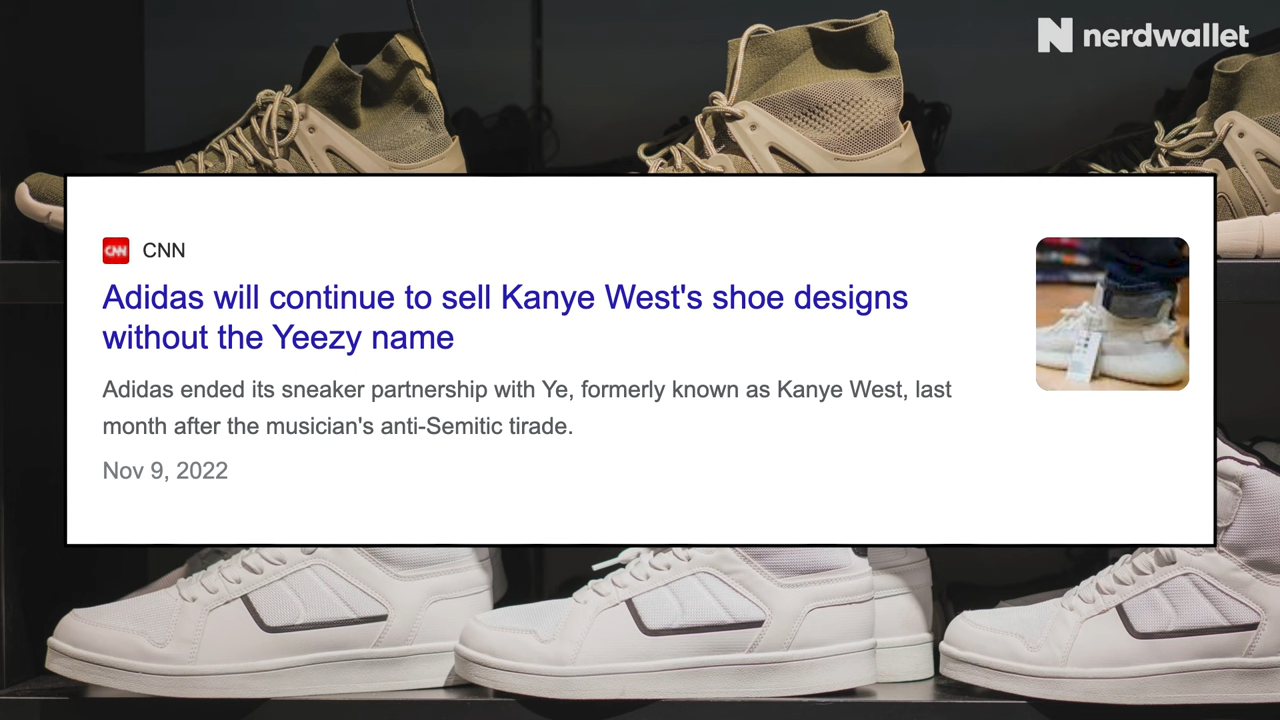 nerdwallet
CNN CNN
Adidas will continue to sell Kanye West's shoe designs
without the Yeezy name
Adidas ended its sneaker partnership with Ye, formerly known as Kanye West, last
month after the musician's anti-Semitic tirade.
Nov 9, 2022